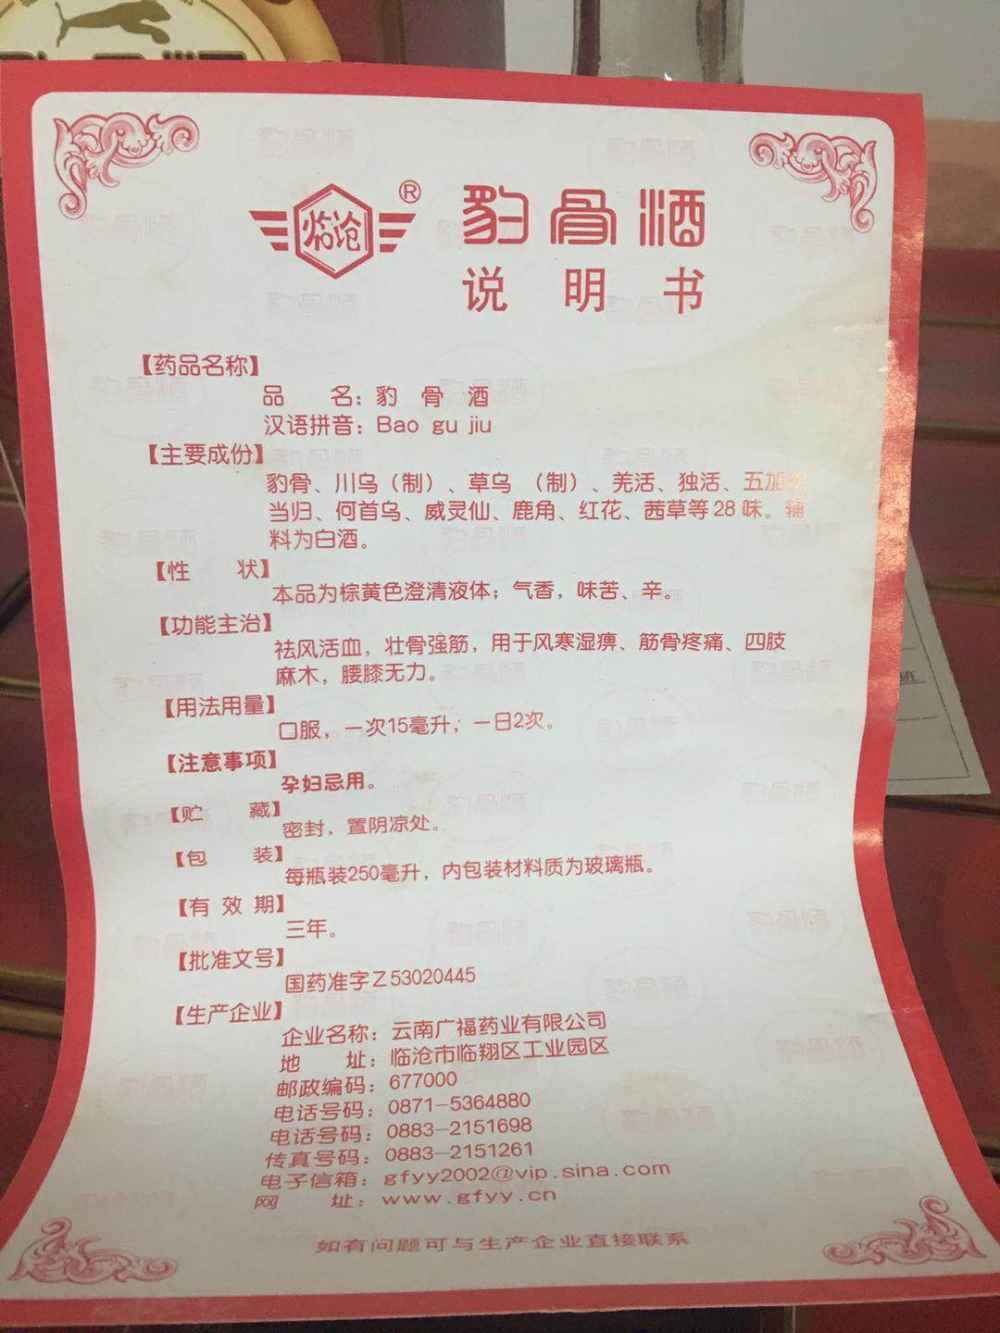 临沧®
豹骨酒
说明书
【药品名称】
品 名：豹 骨 酒
汉语拼音：Bao gu jiu
【主要成份】
豹骨、川乌（制）、草乌（制）、羌活、独活、五加
当归、何首乌、威灵仙、鹿角、红花、茜草等28味。辅
料为白酒。
【性 状】
本品为棕黄色澄清液体；气香，味苦、辛。
【功能主治】
祛风活血，壮骨强筋，用于风寒湿痹、筋骨疼痛、四肢
麻木，腰膝无力。
【用法用量】
口服，一次15毫升；一日2次。
【注意事项】
孕妇忌用。
【贮 藏】
密封，置阴凉处。
【包 装】
每瓶装250毫升，内包装材料质为玻璃瓶。
【有 效 期】
三年。
【批准文号】
国药准字Z53020445
【生产企业】
企业名称：云南广福药业有限公司
地 址：临沧市临翔区工业园区
邮政编码：677000
电话号码：0871-5364880
电话号码：0883-2151698
传真号码：0883-2151261
电子信箱：gfyy2002@vip.sina.com
网 址：www.gfyy.cn
如有问题可与生产企业直接联系